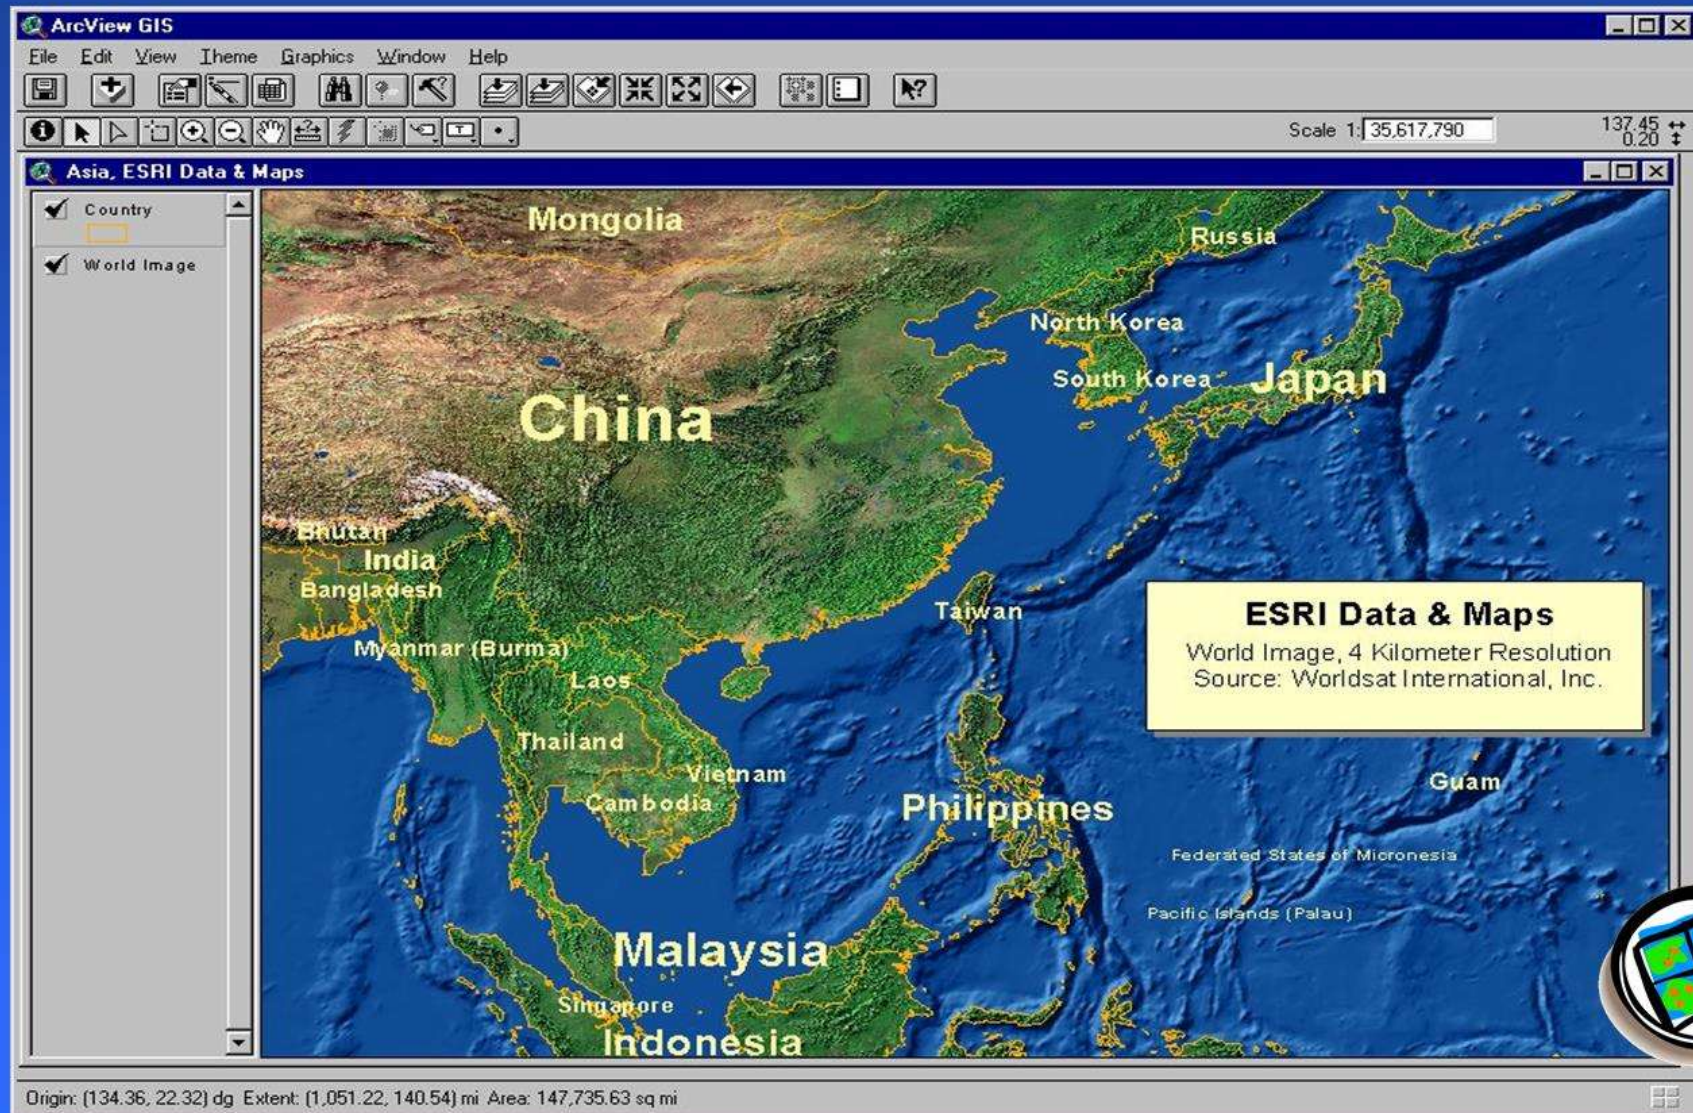 ArcView GIS
File Edit View Theme Graphics Window Help
Scale 1: 35,617,790
137.45
0.20
Asia, ESRI Data & Maps
Country
World Image
Mongolia
Russia
North Korea
South Korea
Japan
China
Bhutan
India
Bangladesh
Taiwan
ESRI Data & Maps
World Image, 4 Kilometer Resolution
Source: Worldsat International, Inc.
Myanmar (Burma)
Laos
Thailand
Vietnam
Cambodia
Philippines
Guam
Federated States of Micronesia
Pacific Islands (Palau)
Malaysia
Singapore
Indonesia
Origin: (134.36, 22.32) dg Extent: (1,051.22, 140.54) mi Area: 147,735.63 sq mi